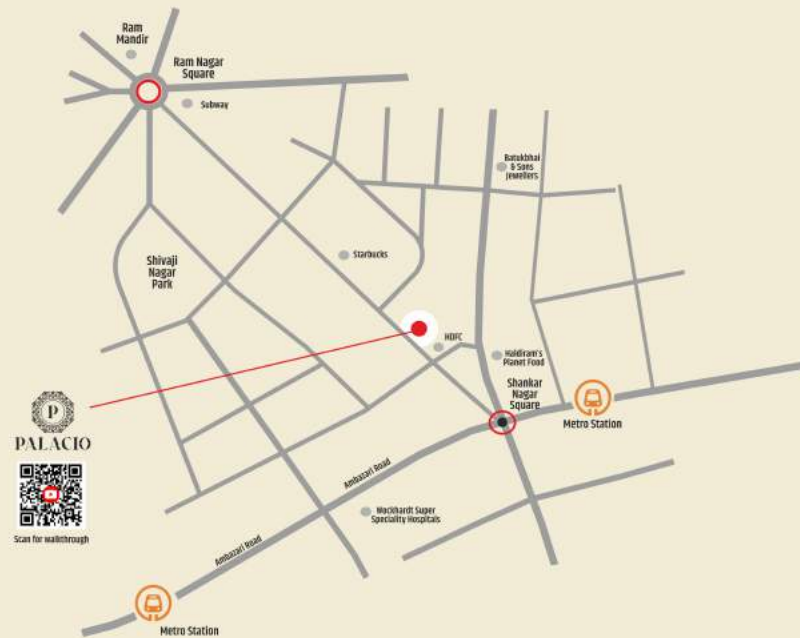 Ram
Mandir
Ram Nagar
Square
Subway
Batukbhai
& Sons
Jewellers
Starbucks
Shivaji
Nagar
Park
HDFC
Haldiram's
Planet Food
Shankar
Nagar
Square
Metro Station
P
PALACIO
Scan for walkthrough
Ambazari Road
Wockhardt Super
Speciality Hospitals
Ambazari Road
Metro Station